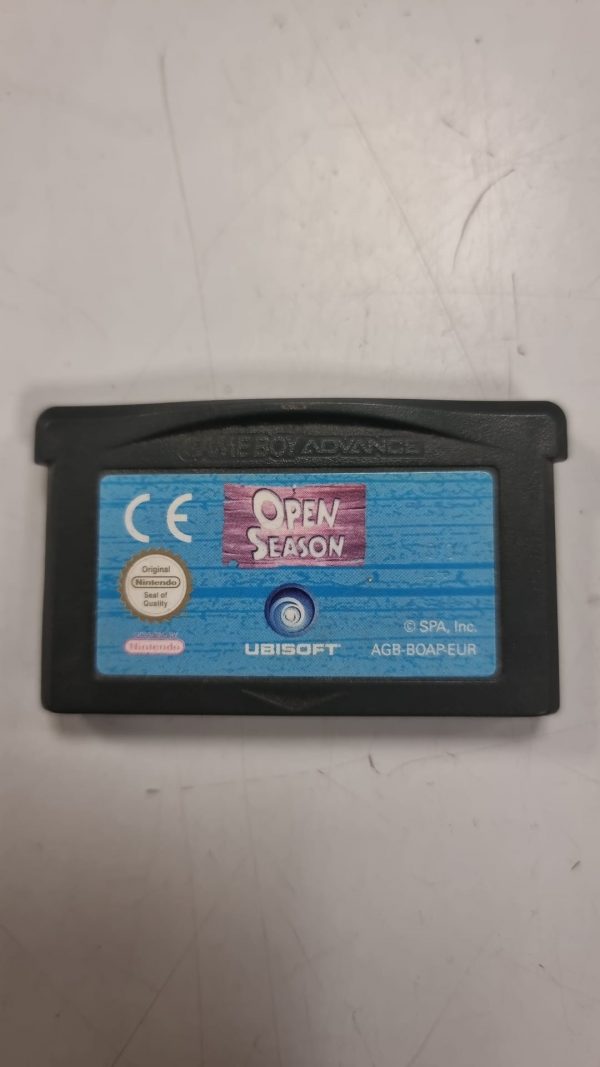 GAME BOY ADVANCE
CE
OPEN
SEASON
Original
Nintendo
Seal of
Quality
Nintendo
UBISOFT
© SPA, Inc.
AGB-BOAP-EUR